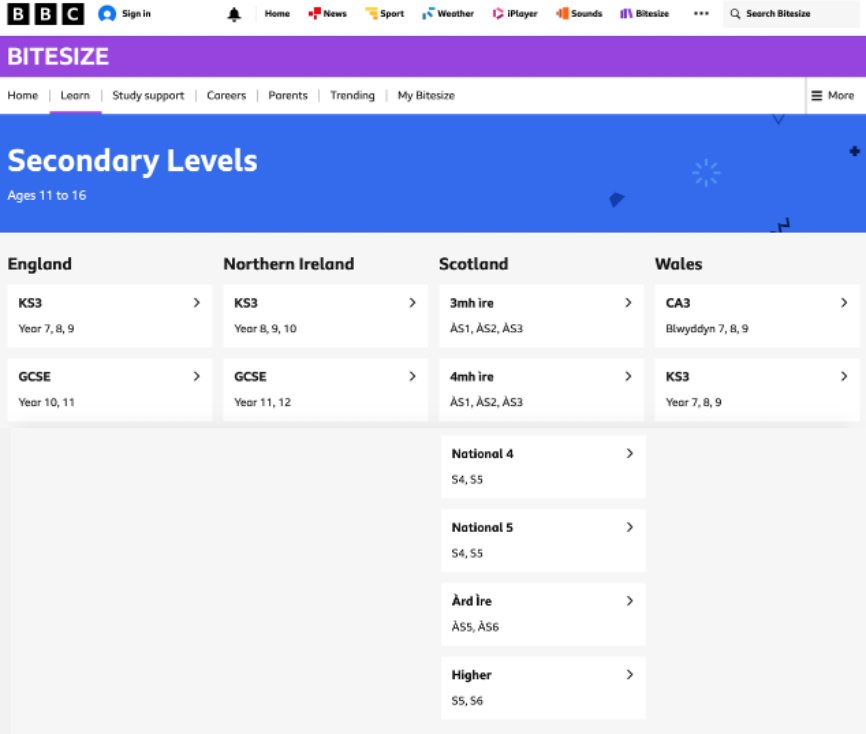 BBC Sign in Home News Sport Weather iPlayer Sounds Bitesize ••• Search Bitesize
BITESIZE
Home Learn Study support Careers Parents Trending My Bitesize More
Secondary Levels
Ages 11 to 16
England
KS3
Year 7, 8, 9
GCSE
Year 10, 11
Northern Ireland
KS3
Year 8, 9, 10
GCSE
Year 11, 12
Scotland
3mh ìre
ÀS1, ÀS2, ÀS3
4mh ìre
ÀS1, ÀS2, ÀS3
National 4
S4, S5
National 5
S4, S5
Àrd Ìre
ÀS5, ÀS6
Higher
S5, S6
Wales
CA3
Blwyddyn 7, 8, 9
KS3
Year 7, 8, 9